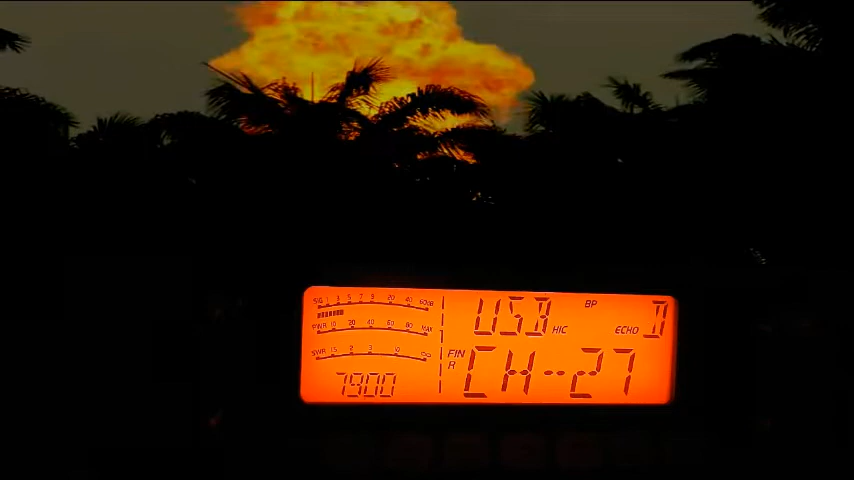 SIG 1 3 5 7 9 20 40 60dB
PWR 10 20 40 60 80 MAX
SWR 1.5 2 3 10 ∞
7900
USB HIC BP ECHO D
FIN R CH--27